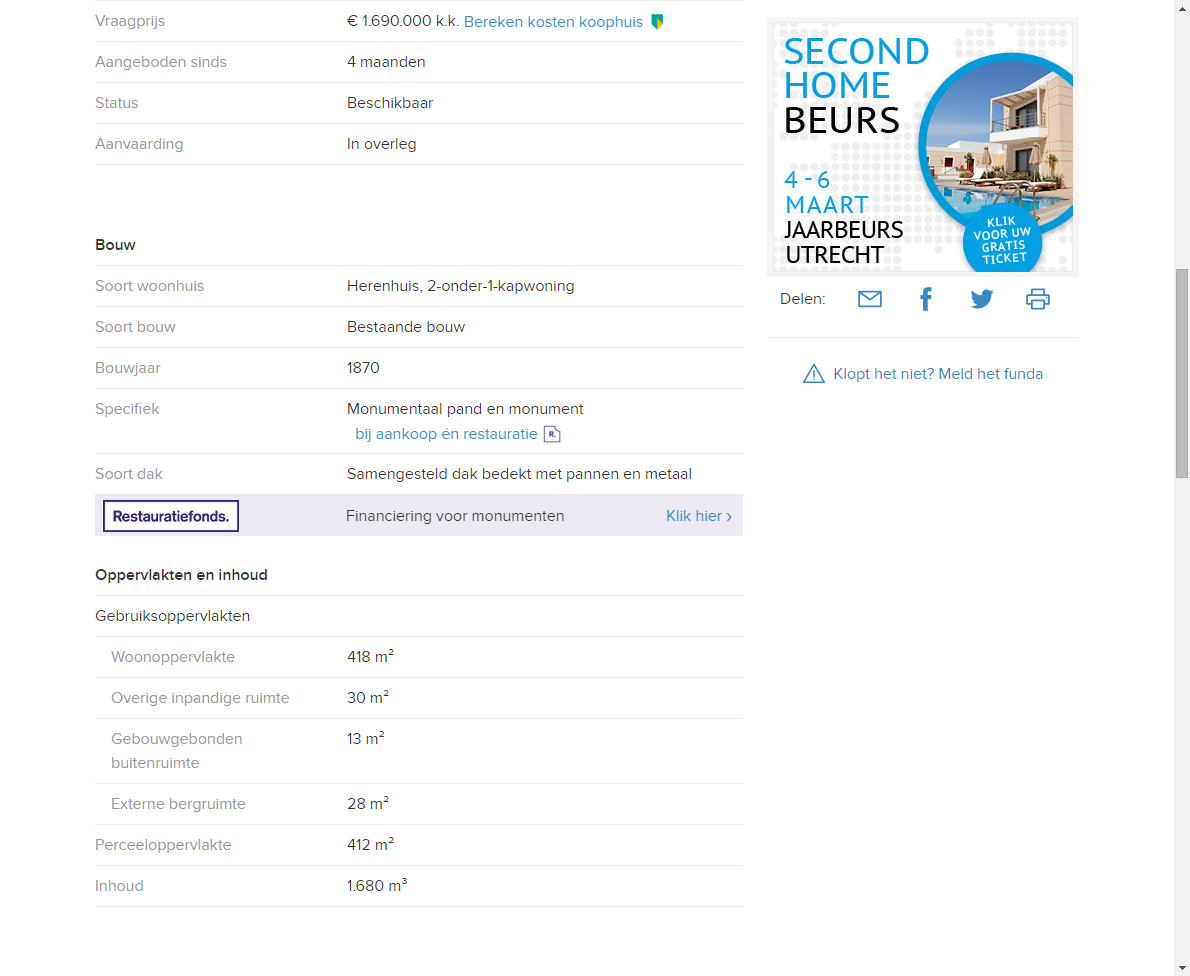 Vraagprijs € 1.690.000 k.k. Bereken kosten koophuis
Aangeboden sinds 4 maanden
Status Beschikbaar
Aanvaarding In overleg
Bouw
Soort woonhuis Herenhuis, 2-onder-1-kapwoning
Soort bouw Bestaande bouw
Bouwjaar 1870
Specifiek Monumentaal pand en monument
bij aankoop én restauratie R.
Soort dak Samengesteld dak bedekt met pannen en metaal
Restauratiefonds. Financiering voor monumenten Klik hier ›
Oppervlakten en inhoud
Gebruiksoppervlakten
Woonoppervlakte 418 m²
Overige inpandige ruimte 30 m²
Gebouwgebonden 13 m²
buitenruimte
Externe bergruimte 28 m²
Perceeloppervlakte 412 m²
Inhoud 1.680 m³
SECOND
HOME
BEURS
4 - 6
MAART
JAARBEURS
UTRECHT
KLIK
VOOR UW
GRATIS
TICKET
Delen:
Klopt het niet? Meld het funda